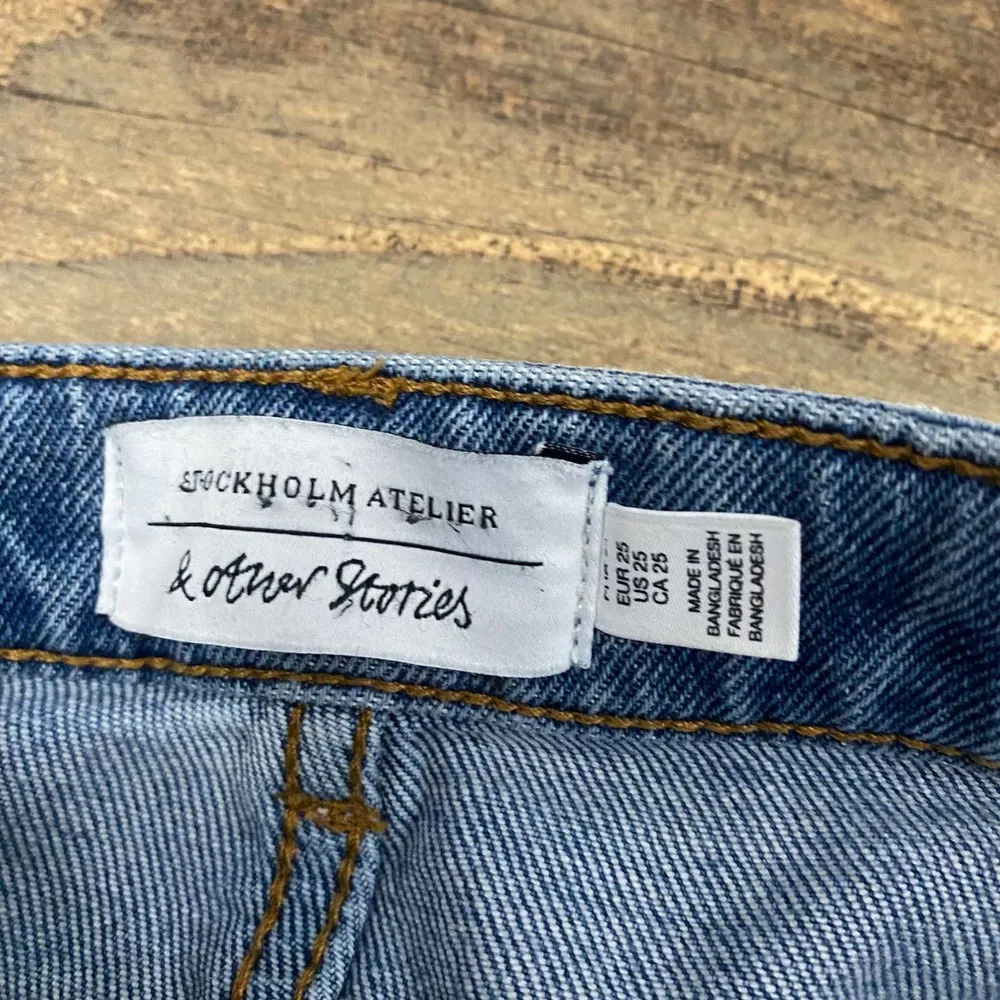 STOCKHOLM ATELIER
& other Stories
EUR 25
US 25
CA 25
MADE IN
BANGLADESH
FABRIQUÉ EN
BANGLADESH